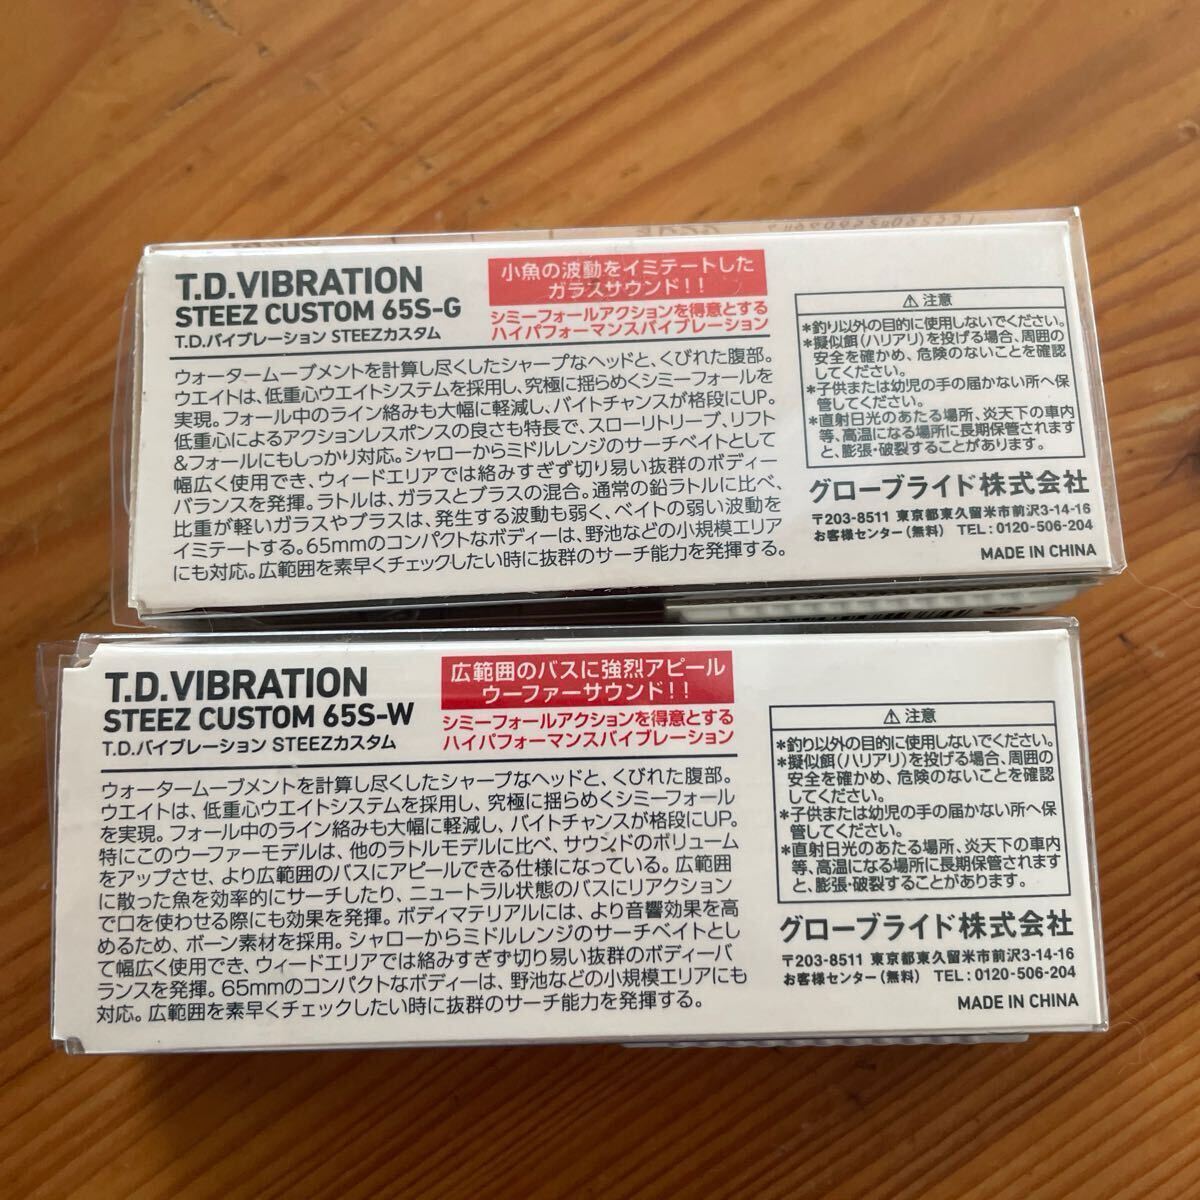 T.D.VIBRATION
STEEZ CUSTOM 65S-G
T.D.バイブレーション STEEZカスタム
小魚の波動をイミテートした
ガラスサウンド!!
シミーフォールアクションを得意とする
ハイパフォーマンスバイブレーション
ウォータームーブメントを計算し尽くしたシャープなヘッドと、くびれた腹部。
ウエイトは、低重心ウエイトシステムを採用し、究極に揺らめくシミーフォールを
実現。フォール中のライン絡みも大幅に軽減し、バイトチャンスが格段にUP。
低重心によるアクションレスポンスの良さも特長で、スローリトリーブ、リフト
&フォールにもしっかり対応。シャローからミドルレンジのサーチベイトとして
幅広く使用でき、ウィードエリアでは絡みすぎず切り易い抜群のボディー
バランスを発揮。ラトルは、ガラスとブラスの混合。通常の鉛ラトルに比べ、
比重が軽いガラスやブラスは、発生する波動も弱く、ベイトの弱い波動を
イミテートする。65mmのコンパクトなボディーは、野池などの小規模エリア
にも対応。広範囲を素早くチェックしたい時に抜群のサーチ能力を発揮する。
⚠ 注意
*釣り以外の目的に使用しないでください。
*擬似餌(ハリアリ)を投げる場合、周囲の
安全を確かめ、危険のないことを確認
してください。
*子供または幼児の手の届かない所へ保
管してください。
*直射日光のあたる場所、炎天下の車内
等、高温になる場所に長期保管されます
と、膨張・破裂することがあります。
グローブライド株式会社
〒203-8511 東京都東久留米市前沢3-14-16
お客様センター(無料) TEL:0120-506-204
MADE IN CHINA
T.D.VIBRATION
STEEZ CUSTOM 65S-W
T.D.バイブレーション STEEZカスタム
広範囲のバスに強烈アピール
ウーファーサウンド!!
シミーフォールアクションを得意とする
ハイパフォーマンスバイブレーション
ウォータームーブメントを計算し尽くしたシャープなヘッドと、くびれた腹部。
ウエイトは、低重心ウエイトシステムを採用し、究極に揺らめくシミーフォール
を実現。フォール中のライン絡みも大幅に軽減し、バイトチャンスが格段にUP。
特にこのウーファーモデルは、他のラトルモデルに比べ、サウンドのボリューム
をアップさせ、より広範囲のバスにアピールできる仕様になっている。広範囲
に散った魚を効率的にサーチしたり、ニュートラル状態のバスにリアクション
で口を使わせる際にも効果を発揮。ボディマテリアルには、より音響効果を高
めるため、ボーン素材を採用。シャローからミドルレンジのサーチベイトとし
て幅広く使用でき、ウィードエリアでは絡みすぎず切り易い抜群のボディーバ
ランスを発揮。65mmのコンパクトなボディーは、野池などの小規模エリアにも
対応。広範囲を素早くチェックしたい時に抜群のサーチ能力を発揮する。
⚠ 注意
*釣り以外の目的に使用しないでください。
*擬似餌(ハリアリ)を投げる場合、周囲の
安全を確かめ、危険のないことを確認
してください。
*子供または幼児の手の届かない所へ保
管してください。
*直射日光のあたる場所、炎天下の車内
等、高温になる場所に長期保管されます
と、膨張・破裂することがあります。
グローブライド株式会社
〒203-8511 東京都東久留米市前沢3-14-16
お客様センター(無料) TEL:0120-506-204
MADE IN CHINA